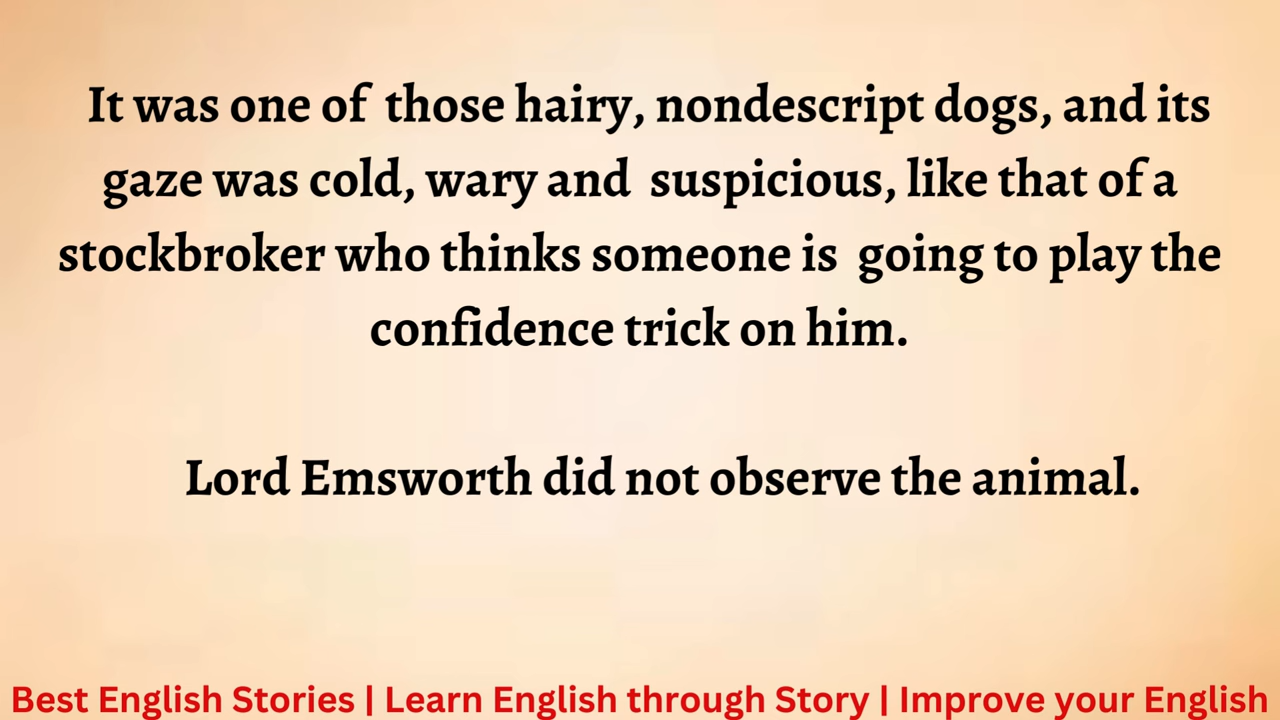 It was one of those hairy, nondescript dogs, and its
gaze was cold, wary and suspicious, like that of a
stockbroker who thinks someone is going to play the
confidence trick on him.
Lord Emsworth did not observe the animal.
Best English Stories | Learn English through Story | Improve your English